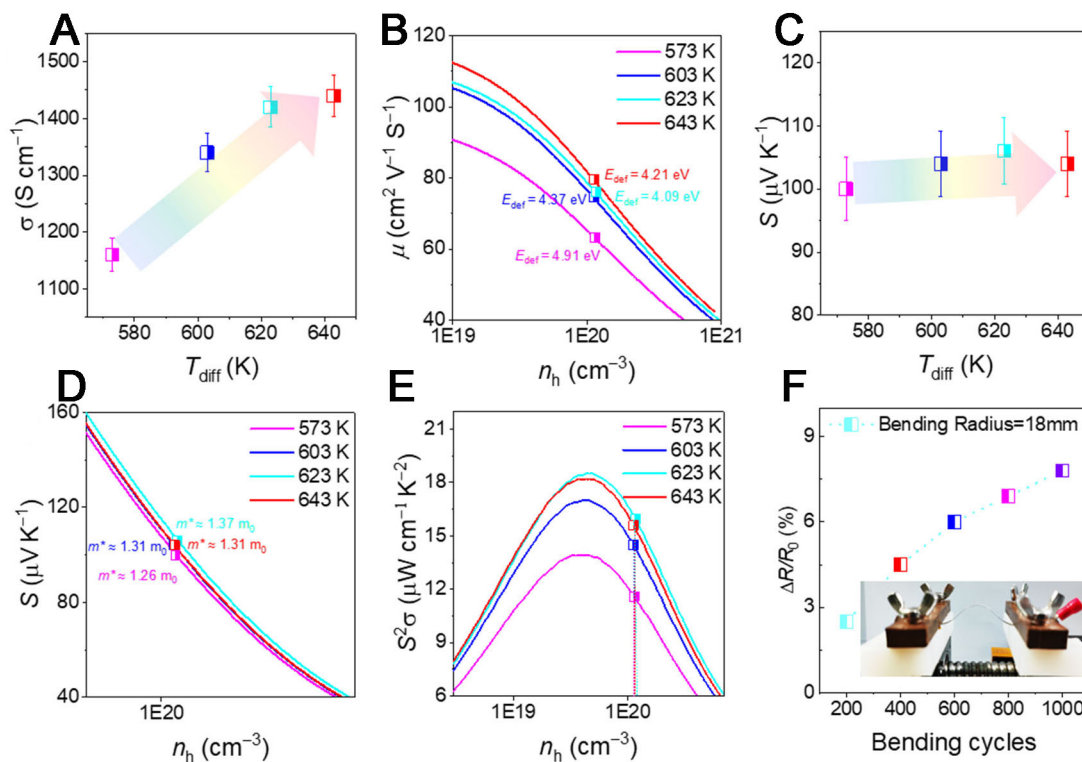 A
σ (S cm⁻¹)
1500
1400
1300
1200
1100
580
600
620
640
T_diff (K)
B
μ (cm² V⁻¹ S⁻¹)
120
100
80
60
40
573 K
603 K
623 K
643 K
E_def = 4.21 eV
E_def = 4.37 eV
E_def = 4.09 eV
E_def = 4.91 eV
1E19
1E20
1E21
n_h (cm⁻³)
C
S (μV K⁻¹)
120
110
100
90
80
580
600
620
640
T_diff (K)
D
S (μV K⁻¹)
160
120
80
40
573 K
603 K
623 K
643 K
m* ≈ 1.37 m₀
m* ≈ 1.31 m₀
m* ≈ 1.31 m₀
m* ≈ 1.26 m₀
1E20
n_h (cm⁻³)
E
S²σ (μW cm⁻¹ K⁻²)
21
18
15
12
9
6
573 K
603 K
623 K
643 K
1E19
1E20
n_h (cm⁻³)
F
ΔR/R₀ (%)
9
6
3
0
Bending Radius=18mm
200
400
600
800
1000
Bending cycles